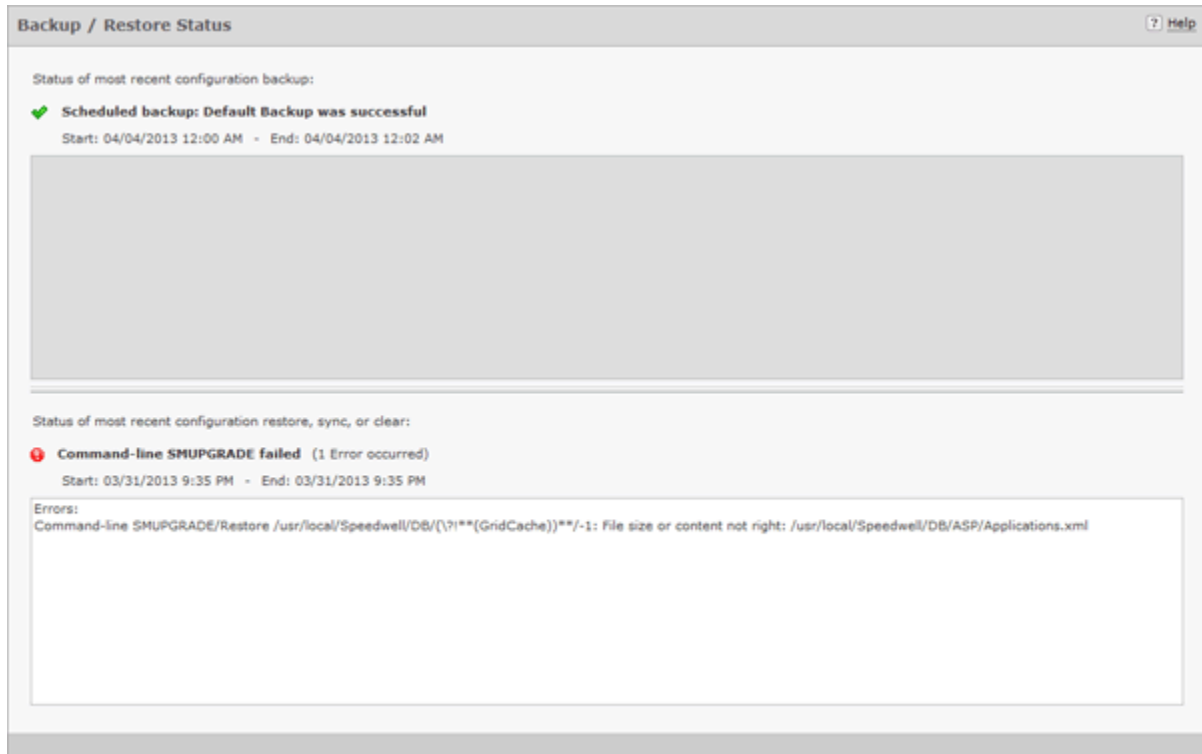 Backup / Restore Status
? Help
Status of most recent configuration backup:
Scheduled backup: Default Backup was successful
Start: 04/04/2013 12:00 AM - End: 04/04/2013 12:02 AM
Status of most recent configuration restore, sync, or clear:
Command-line SMUPGRADE failed (1 Error occurred)
Start: 03/31/2013 9:35 PM - End: 03/31/2013 9:35 PM
Errors:
Command-line SMUPGRADE/Restore /usr/local/Speedwell/DB/(\?!**(GridCache))**/-1: File size or content not right: /usr/local/Speedwell/DB/ASP/Applications.xml